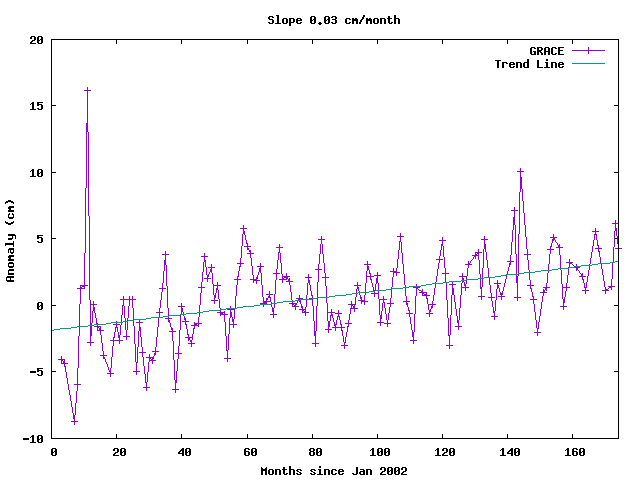 Slope 0.03 cm/month
GRACE
Trend Line
20
15
10
5
0
-5
-10
Anomaly (cm)
0 20 40 60 80 100 120 140 160
Months since Jan 2002